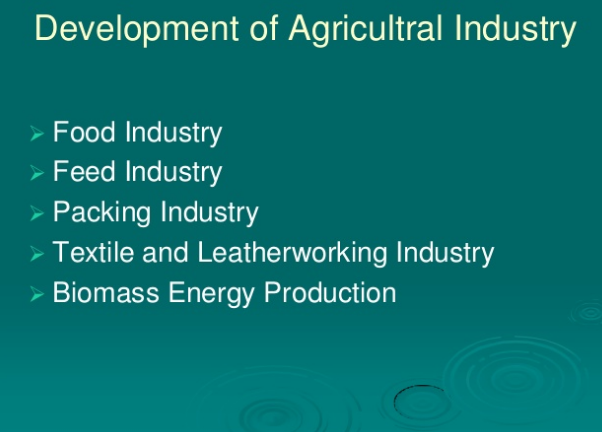 Development of Agricultral Industry
Food Industry
Feed Industry
Packing Industry
Textile and Leatherworking Industry
Biomass Energy Production